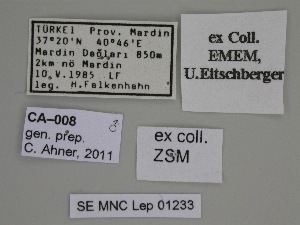 TÜRKEI Prov. Mardin
37°20'N 40°46'E
Mardin Dağları 850m
2km nö Mardin
10.V.1985 LF
leg. H.Falkenhahn
ex Coll.
EMEM,
U.Eitschberger
CA–008 ♂
gen. präp.
C. Ahner, 2011
ex coll.
ZSM
SE MNC Lep 01233